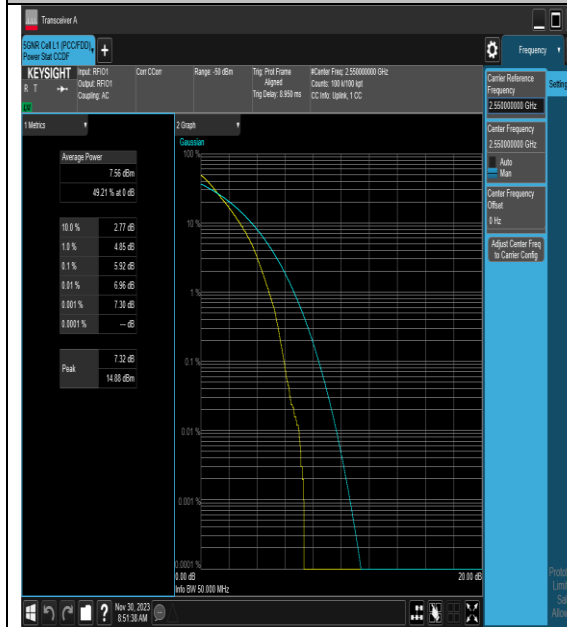 Transceiver A
5GNR Cell L1 (PCC/FDD),
Power Stat CCDF
+
Frequency
KEYSIGHT
R T
Input: RFIO1
Output: RFIO1
Coupling: AC
Corr CCorr
Range: -50 dBm
Trig: Prot Frame
Aligned
Trig Delay: 8.950 ms
#Center Freq: 2.550000000 GHz
Counts: 100 k/100 kpt
CC Info: Uplink, 1 CC
1 Metrics
Average Power
7.56 dBm
49.21 % at 0 dB
10.0 % 2.77 dB
1.0 % 4.85 dB
0.1 % 5.92 dB
0.01 % 6.96 dB
0.001 % 7.30 dB
0.0001 % --- dB
Peak
7.32 dB
14.88 dBm
2 Graph
Gaussian
100 %
10 %
1 %
0.1 %
0.01 %
0.001 %
0.0001 %
0.00 dB
20.00 dB
Info BW 50.000 MHz
Carrier Reference
Frequency
2.550000000 GHz
Center Frequency
2.550000000 GHz
Auto
Man
Center Frequency
Offset
0 Hz
Adjust Center Freq
to Carrier Config
Setting
?
Nov 30, 2023
8:51:38 AM